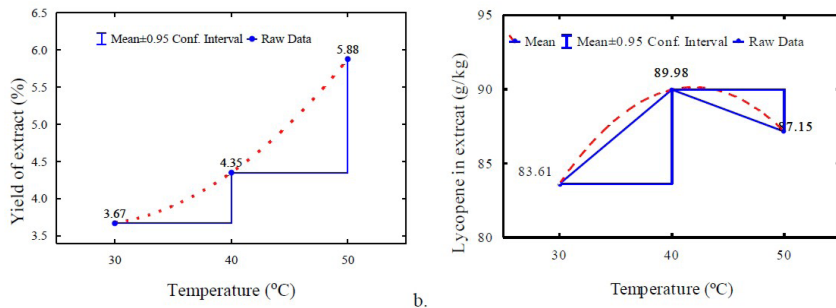 6.5
Mean±0.95 Conf. Interval
Raw Data
6.0
5.88
5.5
5.0
4.5
4.35
4.0
3.67
3.5
30
40
50
Yield of extract (%)
Temperature (ºC)
b.
95
Mean
Mean±0.95 Conf. Interval
Raw Data
89.98
90
87.15
85
83.61
80
30
40
50
Lycopene in extrcat (g/kg)
Temperature (ºC)